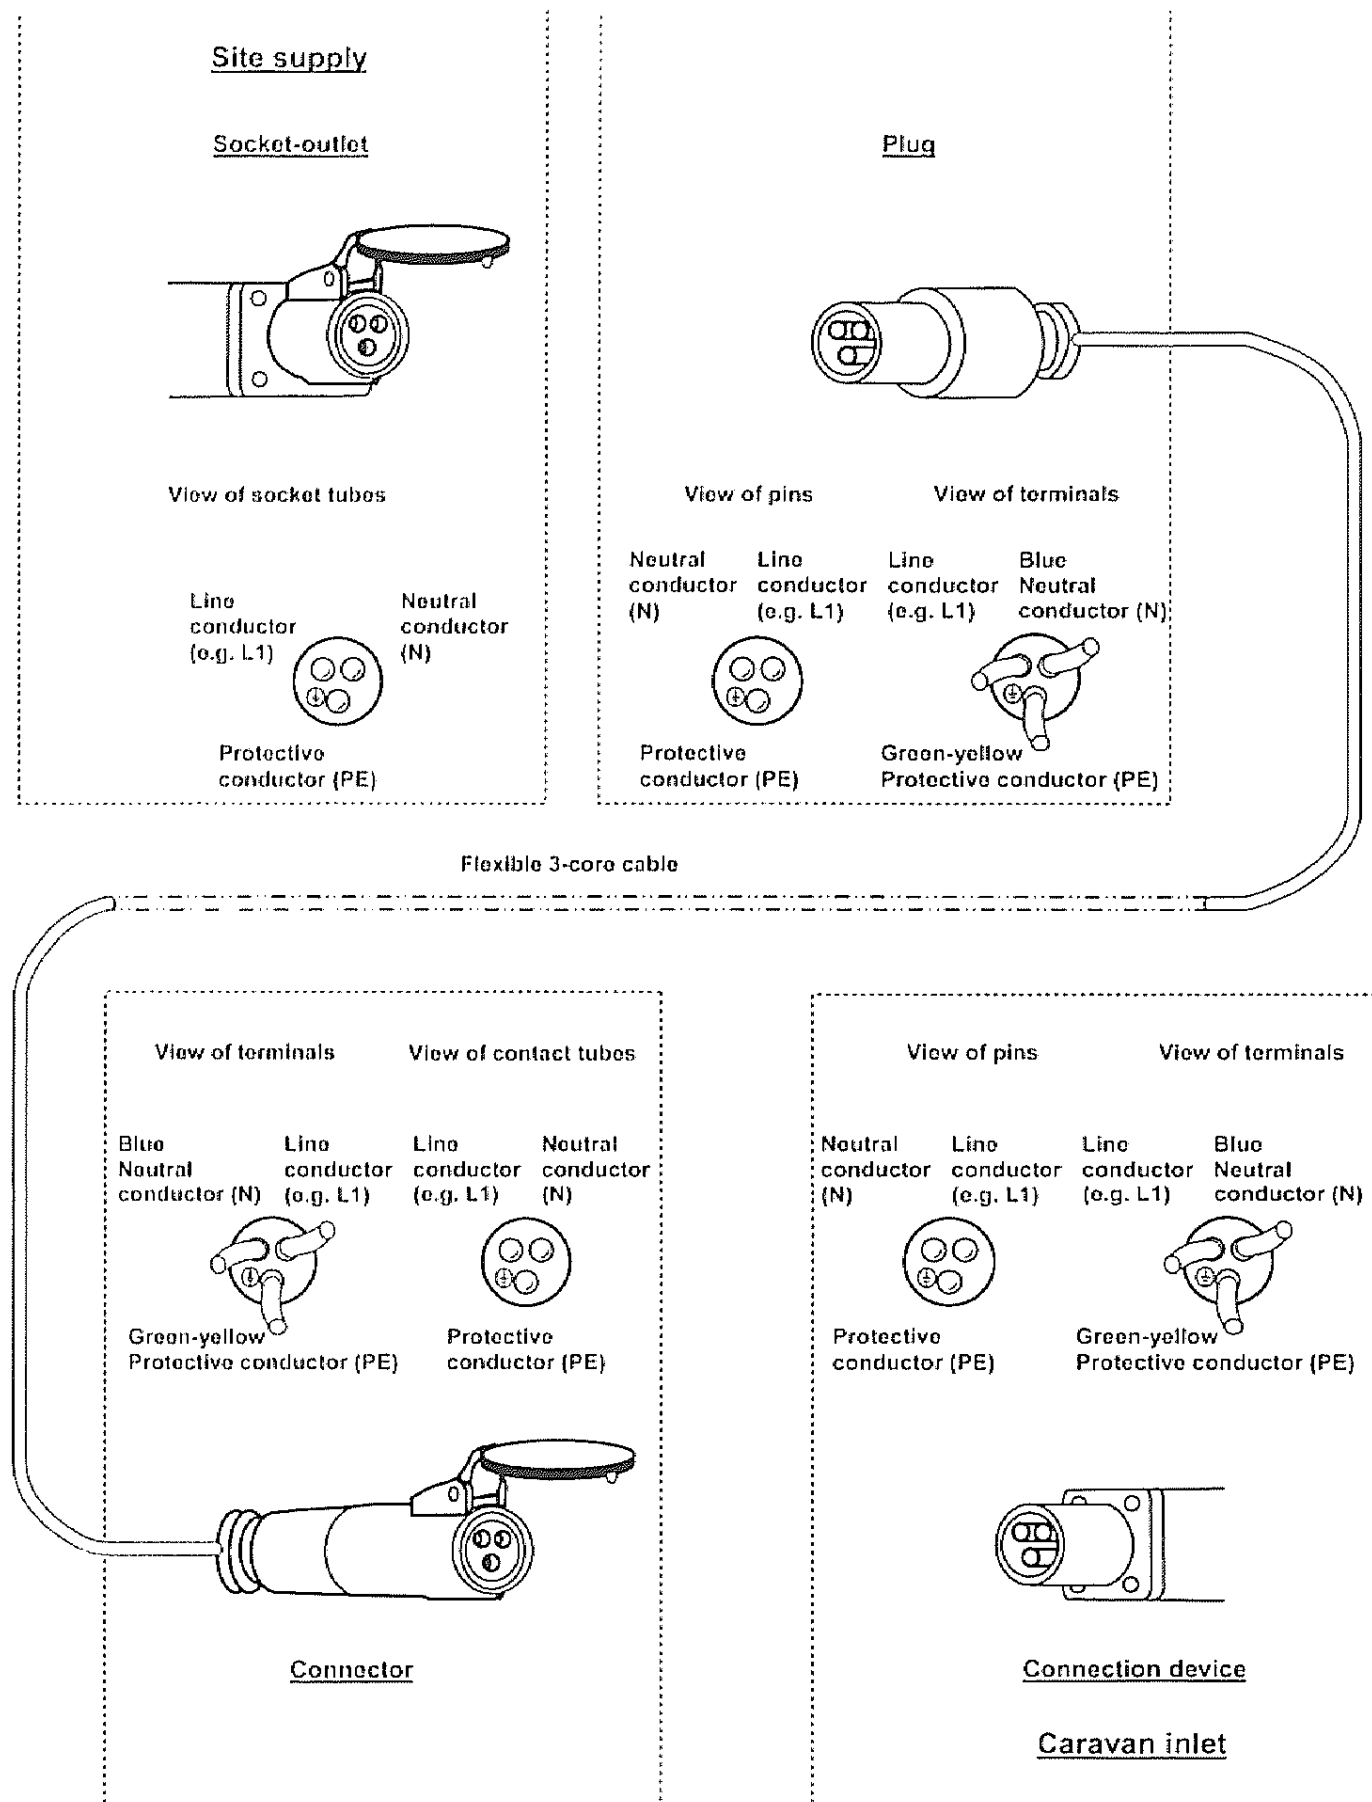 Site supply
Socket-outlet
View of socket tubes
Line
conductor
(e.g. L1)
Neutral
conductor
(N)
Protective
conductor (PE)
Plug
View of pins
View of terminals
Neutral
conductor
(N)
Line
conductor
(e.g. L1)
Line
conductor
(e.g. L1)
Blue
Neutral
conductor (N)
Protective
conductor (PE)
Green-yellow
Protective conductor (PE)
Flexible 3-core cable
View of terminals
View of contact tubes
Blue
Neutral
conductor (N)
Line
conductor
(e.g. L1)
Line
conductor
(e.g. L1)
Neutral
conductor
(N)
Green-yellow
Protective conductor (PE)
Protective
conductor (PE)
Connector
View of pins
View of terminals
Neutral
conductor
(N)
Line
conductor
(e.g. L1)
Line
conductor
(e.g. L1)
Blue
Neutral
conductor (N)
Protective
conductor (PE)
Green-yellow
Protective conductor (PE)
Connection device
Caravan inlet